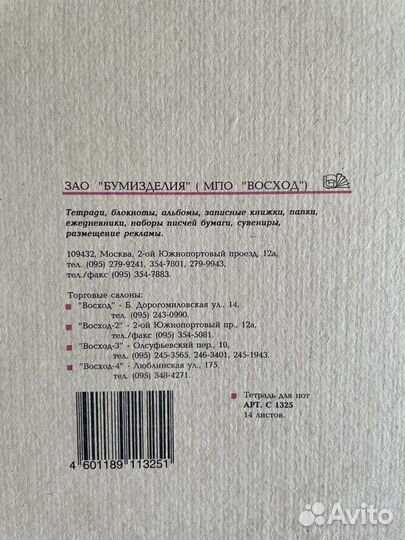 ЗАО "БУМИЗДЕЛИЯ" ( МПО "ВОСХОД")
Тетради, блокноты, альбомы, записные книжки, папки,
ежедневники, наборы писчей бумаги, сувениры,
размещение рекламы.
109432, Москва, 2-ой Южнопортовый проезд, 12а,
тел. (095) 279-9241, 354-7801, 279-9943,
тел./факс (095) 354-7883.
Торговые салоны:
"Восход" - Б. Дорогомиловская ул., 14,
тел. (095) 243-0990.
"Восход-2" - 2-ой Южнопортовый пр., 12а,
тел./факс (095) 354-5081.
"Восход-3" - Олсуфьевский пер., 10,
тел. (095) 245-3565, 246-3401, 245-1943.
"Восход-4" - Люблинская ул., 175,
тел. (095) 348-4271.
Тетрадь для нот
АРТ. С 1325
14 листов.
4 601189 113251
Avito